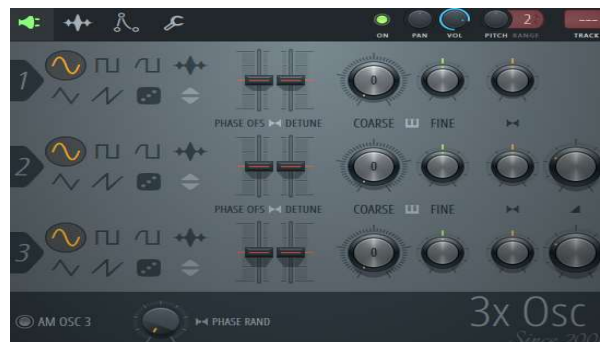 2
---
ON PAN VOL PITCH RANGE TRACK
1
0
PHASE OFS DETUNE COARSE FINE
2
0
PHASE OFS DETUNE COARSE FINE
3
0
AM OSC 3 PHASE RAND 3x Osc
Since